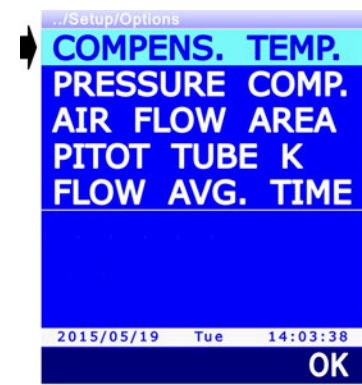 ../Setup/Options
COMPENS. TEMP.
PRESSURE COMP.
AIR FLOW AREA
PITOT TUBE K
FLOW AVG. TIME
2015/05/19 Tue 14:03:38
OK